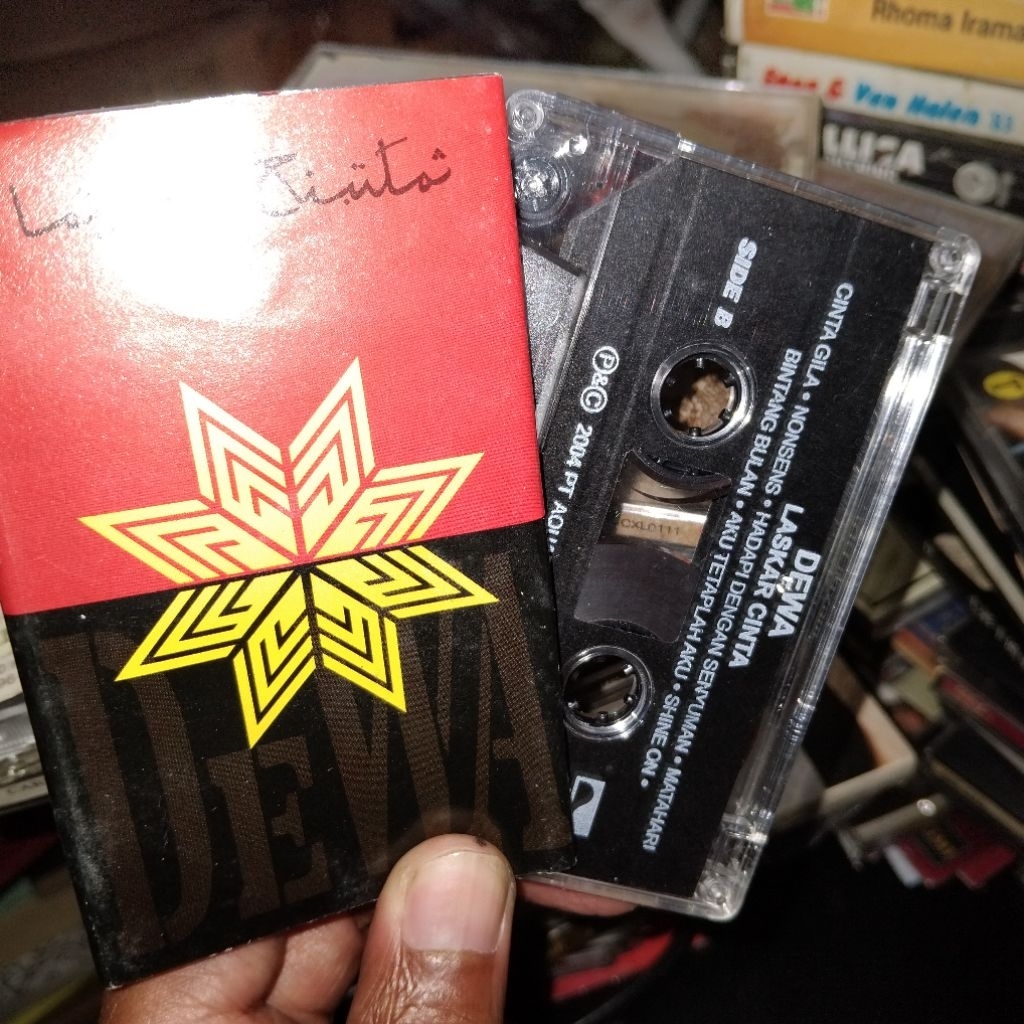 Cinta
DEWA
SIDE B
DEWA
LASKAR CINTA
CINTA GILA • NONSENS • HADAPI DENGAN SENYUMAN • MATAHARI
BINTANG BULAN • AKU TETAPLAH AKU • SHINE ON •
P&C 2004 PT AQU
CXL0111
Rhoma Irama
Van Halen